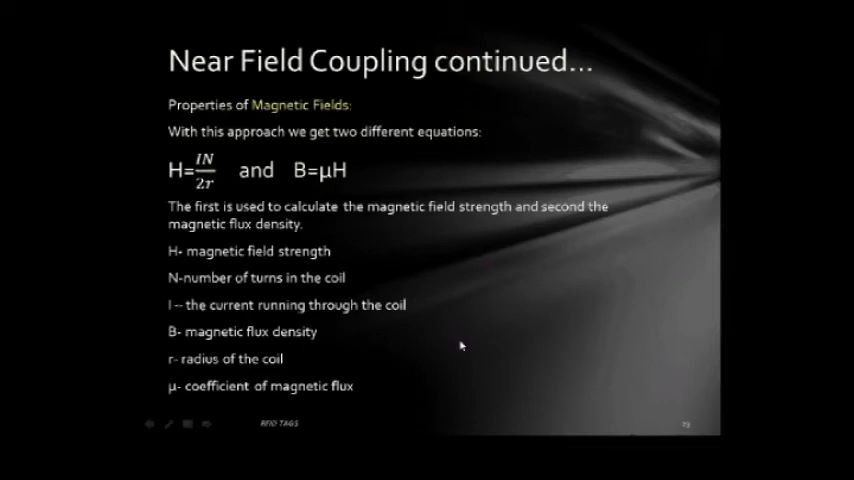 Near Field Coupling continued...
Properties of Magnetic Fields:
With this approach we get two different equations:
H=IN/2r and B=μH
The first is used to calculate the magnetic field strength and second the
magnetic flux density.
H- magnetic field strength
N-number of turns in the coil
I -- the current running through the coil
B- magnetic flux density
r- radius of the coil
μ- coefficient of magnetic flux
RFID TAGS